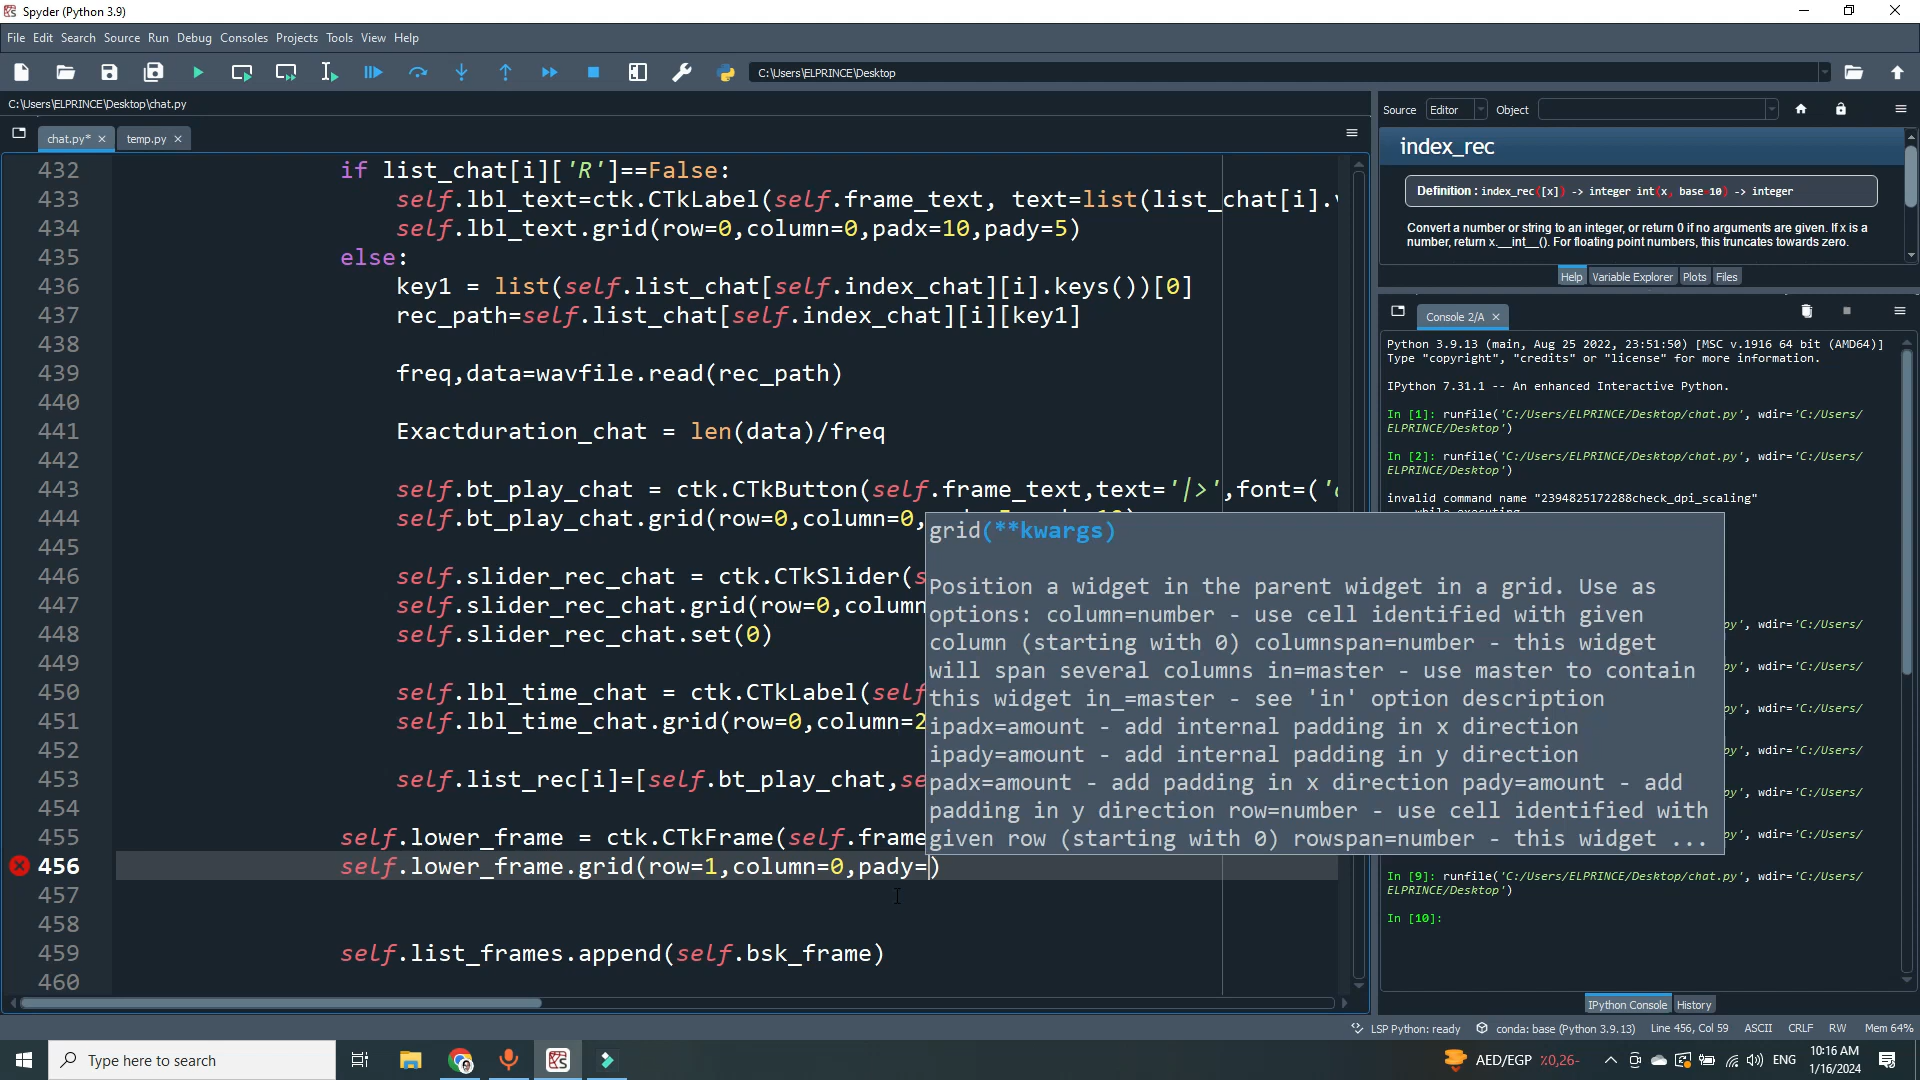 Spyder (Python 3.9)
File Edit Search Source Run Debug Consoles Projects Tools View Help
C:\Users\ELPRINCE\Desktop
C:\Users\ELPRINCE\Desktop\chat.py
chat.py*
temp.py
432 if list_chat[i]['R']==False:
433 self.lbl_text=ctk.CTkLabel(self.frame_text, text=list(list_chat[i].
434 self.lbl_text.grid(row=0,column=0,padx=10,pady=5)
435 else:
436 key1 = list(self.list_chat[self.index_chat][i].keys())[0]
437 rec_path=self.list_chat[self.index_chat][i][key1]
438
439 freq,data=wavfile.read(rec_path)
440
441 Exactduration_chat = len(data)/freq
442
443 self.bt_play_chat = ctk.CTkButton(self.frame_text,text='|>',font=('
444 self.bt_play_chat.grid(row=0,column=0,
445
446 self.slider_rec_chat = ctk.CTkSlider(s
447 self.slider_rec_chat.grid(row=0,column
448 self.slider_rec_chat.set(0)
449
450 self.lbl_time_chat = ctk.CTkLabel(self
451 self.lbl_time_chat.grid(row=0,column=2
452
453 self.list_rec[i]=[self.bt_play_chat,se
454
455 self.lower_frame = ctk.CTkFrame(self.frame
456 self.lower_frame.grid(row=1,column=0,pady=)
457
458
459 self.list_frames.append(self.bsk_frame)
460
grid(**kwargs)
Position a widget in the parent widget in a grid. Use as
options: column=number - use cell identified with given
column (starting with 0) columnspan=number - this widget
will span several columns in=master - use master to contain
this widget in_=master - see 'in' option description
ipadx=amount - add internal padding in x direction
ipady=amount - add internal padding in y direction
padx=amount - add padding in x direction pady=amount - add
padding in y direction row=number - use cell identified with
given row (starting with 0) rowspan=number - this widget ...
Source Editor Object
index_rec
Definition : index_rec([x]) -> integer int(x, base=10) -> integer
Convert a number or string to an integer, or return 0 if no arguments are given. If x is a
number, return x.__int__(). For floating point numbers, this truncates towards zero.
Help Variable Explorer Plots Files
Console 2/A
Python 3.9.13 (main, Aug 25 2022, 23:51:50) [MSC v.1916 64 bit (AMD64)]
Type "copyright", "credits" or "license" for more information.
IPython 7.31.1 -- An enhanced Interactive Python.
In [1]: runfile('C:/Users/ELPRINCE/Desktop/chat.py', wdir='C:/Users/
ELPRINCE/Desktop')
In [2]: runfile('C:/Users/ELPRINCE/Desktop/chat.py', wdir='C:/Users/
ELPRINCE/Desktop')
invalid command name "2394825172288check_dpi_scaling"
while executing
py', wdir='C:/Users/
py', wdir='C:/Users/
py', wdir='C:/Users/
py', wdir='C:/Users/
py', wdir='C:/Users/
py', wdir='C:/Users/
In [9]: runfile('C:/Users/ELPRINCE/Desktop/chat.py', wdir='C:/Users/
ELPRINCE/Desktop')
In [10]:
IPython Console History
LSP Python: ready conda: base (Python 3.9.13) Line 456, Col 59 ASCII CRLF RW Mem 64%
Type here to search
AED/EGP ٪0,26-
ENG
10:16 AM
1/16/2024